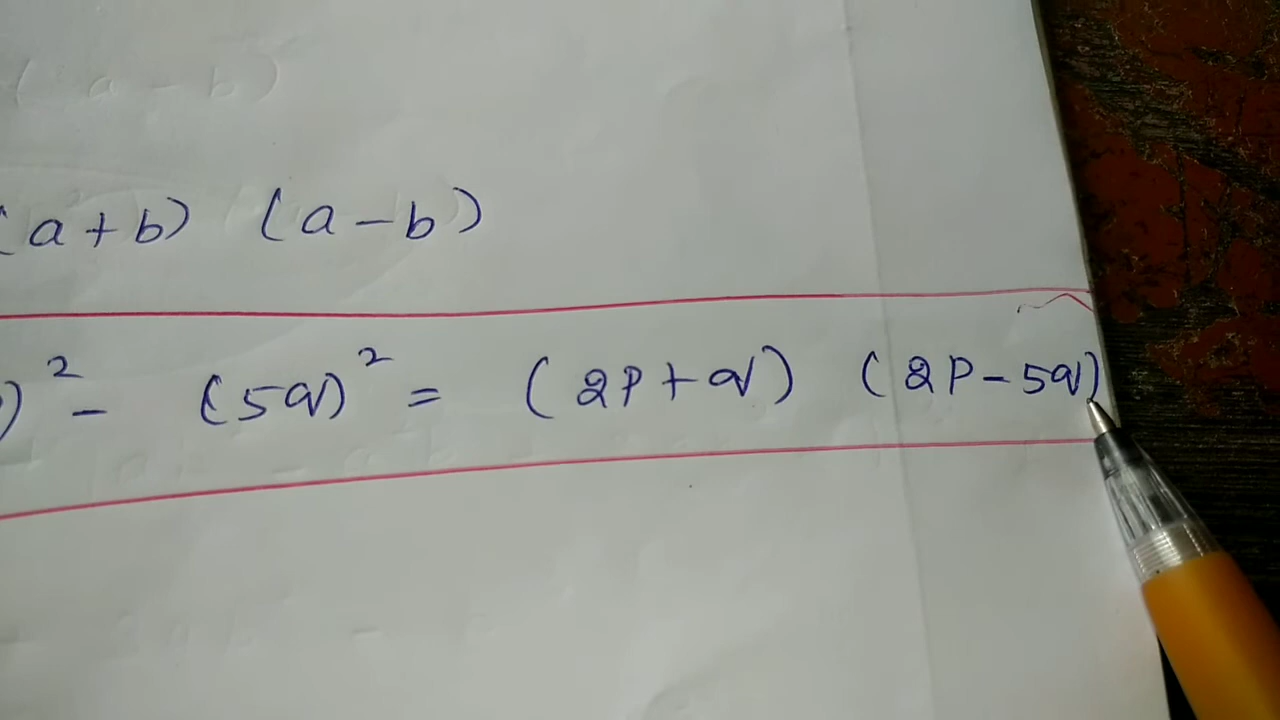 ( a - b )
(a+b) (a-b)
)² - (5q)² = (2p+q) (2p-5q)